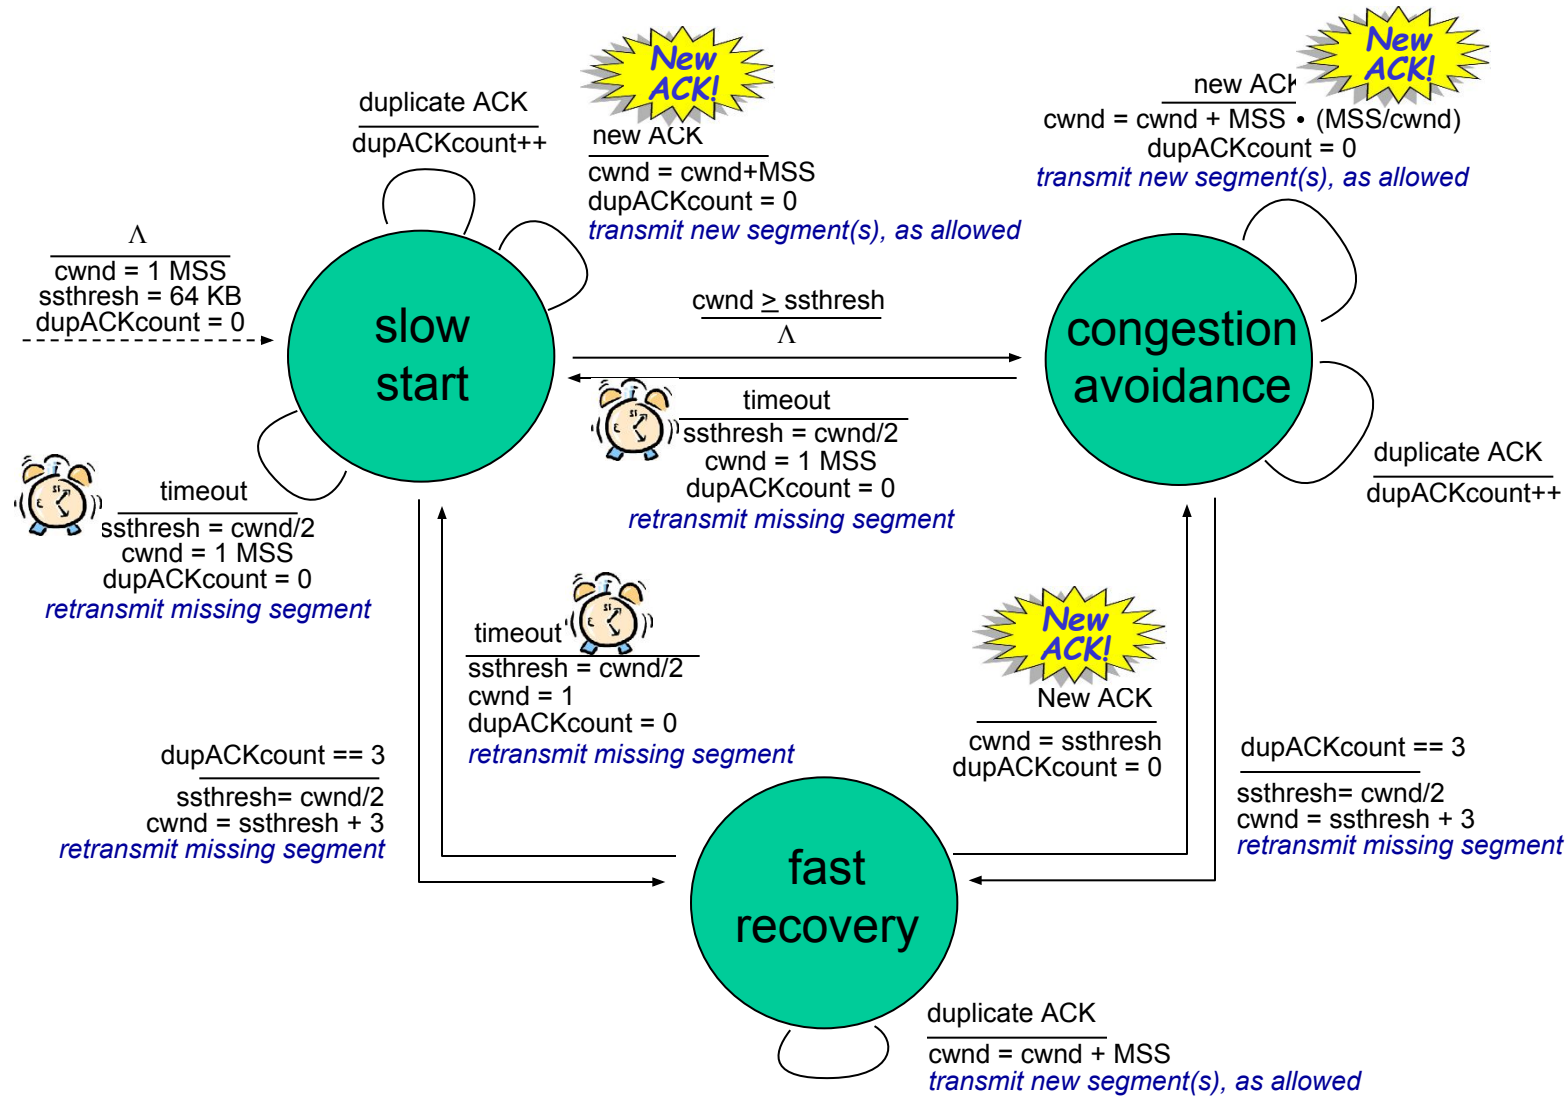 New
ACK!
duplicate ACK
dupACKcount++
new ACK
cwnd = cwnd+MSS
dupACKcount = 0
transmit new segment(s), as allowed
New
ACK!
new ACK
cwnd = cwnd + MSS • (MSS/cwnd)
dupACKcount = 0
transmit new segment(s), as allowed
Λ
cwnd = 1 MSS
ssthresh = 64 KB
dupACKcount = 0
slow
start
cwnd ≥ ssthresh
Λ
congestion
avoidance
timeout
ssthresh = cwnd/2
cwnd = 1 MSS
dupACKcount = 0
retransmit missing segment
duplicate ACK
dupACKcount++
timeout
ssthresh = cwnd/2
cwnd = 1 MSS
dupACKcount = 0
retransmit missing segment
timeout
ssthresh = cwnd/2
cwnd = 1
dupACKcount = 0
retransmit missing segment
New
ACK!
New ACK
cwnd = ssthresh
dupACKcount = 0
dupACKcount == 3
ssthresh= cwnd/2
cwnd = ssthresh + 3
retransmit missing segment
dupACKcount == 3
ssthresh= cwnd/2
cwnd = ssthresh + 3
retransmit missing segment
fast
recovery
duplicate ACK
cwnd = cwnd + MSS
transmit new segment(s), as allowed